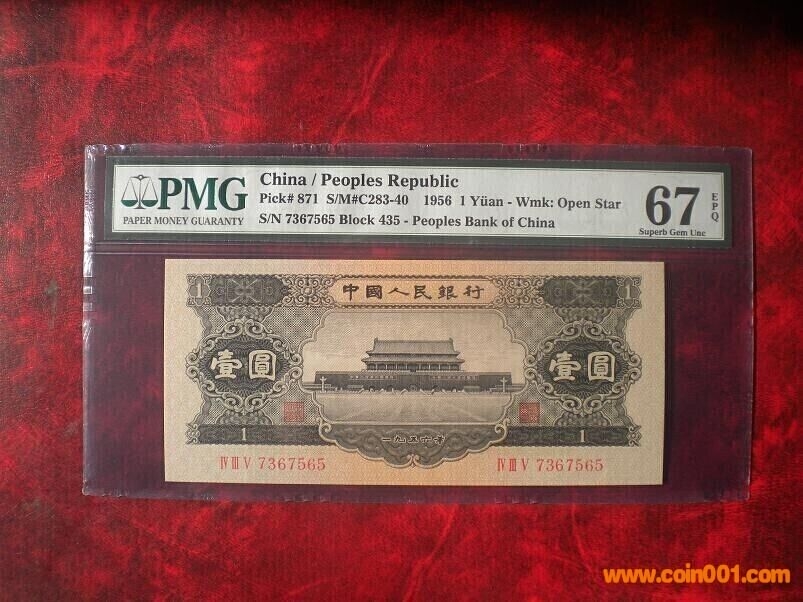 PMG
PAPER MONEY GUARANTY
China / Peoples Republic
Pick# 871 S/M#C283-40 1956 1 Yüan - Wmk: Open Star
S/N 7367565 Block 435 - Peoples Bank of China
67 EPQ
Superb Gem Unc
1 中國人民銀行 1
壹圓 壹圓
1 一九五六年 1
ⅣⅢⅤ 7367565 ⅣⅢⅤ 7367565
www.coin001.com